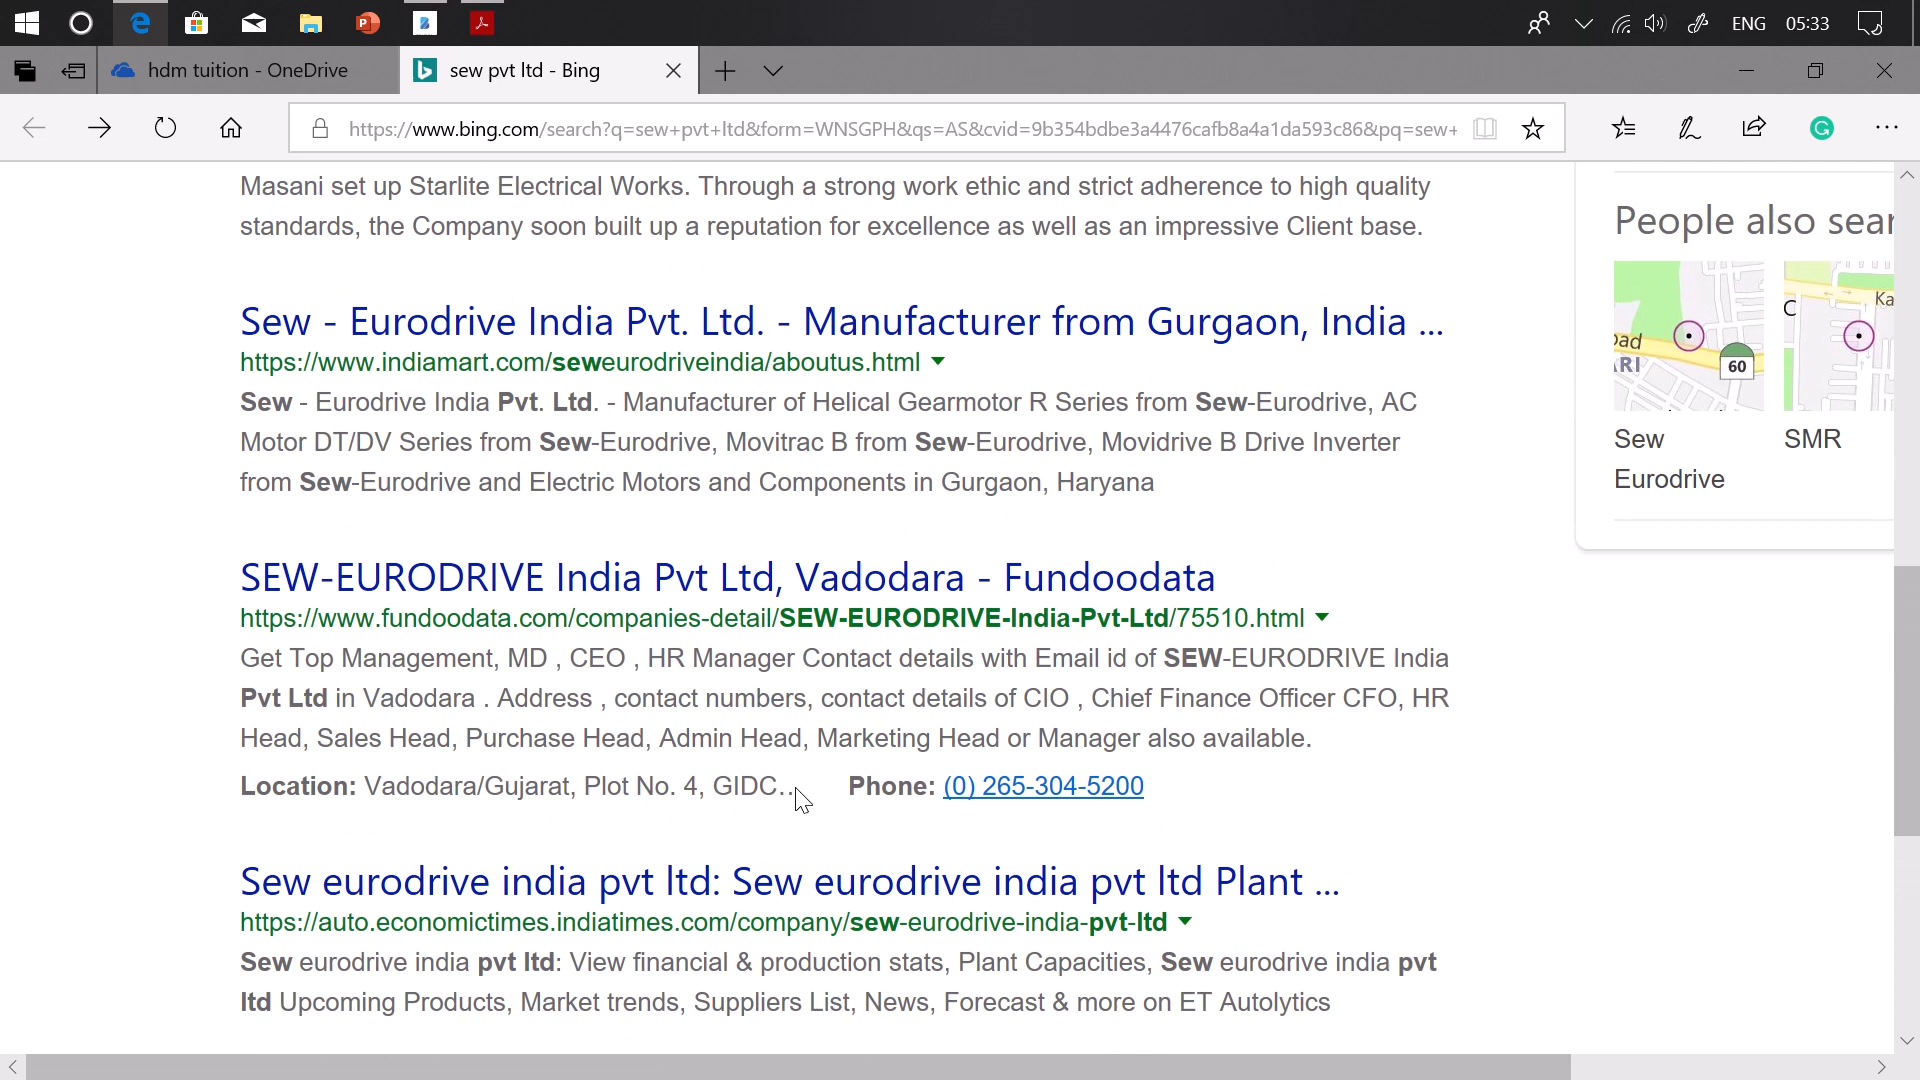 ENG 05:33
hdm tuition - OneDrive
sew pvt ltd - Bing
https://www.bing.com/search?q=sew+pvt+ltd&form=WNSGPH&qs=AS&cvid=9b354bdbe3a4476cafb8a4a1da593c86&pq=sew+
Masani set up Starlite Electrical Works. Through a strong work ethic and strict adherence to high quality
standards, the Company soon built up a reputation for excellence as well as an impressive Client base.
Sew - Eurodrive India Pvt. Ltd. - Manufacturer from Gurgaon, India ...
https://www.indiamart.com/seweurodriveindia/aboutus.html
Sew - Eurodrive India Pvt. Ltd. - Manufacturer of Helical Gearmotor R Series from Sew-Eurodrive, AC
Motor DT/DV Series from Sew-Eurodrive, Movitrac B from Sew-Eurodrive, Movidrive B Drive Inverter
from Sew-Eurodrive and Electric Motors and Components in Gurgaon, Haryana
SEW-EURODRIVE India Pvt Ltd, Vadodara - Fundoodata
https://www.fundoodata.com/companies-detail/SEW-EURODRIVE-India-Pvt-Ltd/75510.html
Get Top Management, MD , CEO , HR Manager Contact details with Email id of SEW-EURODRIVE India
Pvt Ltd in Vadodara . Address , contact numbers, contact details of CIO , Chief Finance Officer CFO, HR
Head, Sales Head, Purchase Head, Admin Head, Marketing Head or Manager also available.
Location: Vadodara/Gujarat, Plot No. 4, GIDC... Phone: (0) 265-304-5200
Sew eurodrive india pvt ltd: Sew eurodrive india pvt ltd Plant ...
https://auto.economictimes.indiatimes.com/company/sew-eurodrive-india-pvt-ltd
Sew eurodrive india pvt ltd: View financial & production stats, Plant Capacities, Sew eurodrive india pvt
ltd Upcoming Products, Market trends, Suppliers List, News, Forecast & more on ET Autolytics
People also sear
60
Ka
C
Sew
Eurodrive
SMR